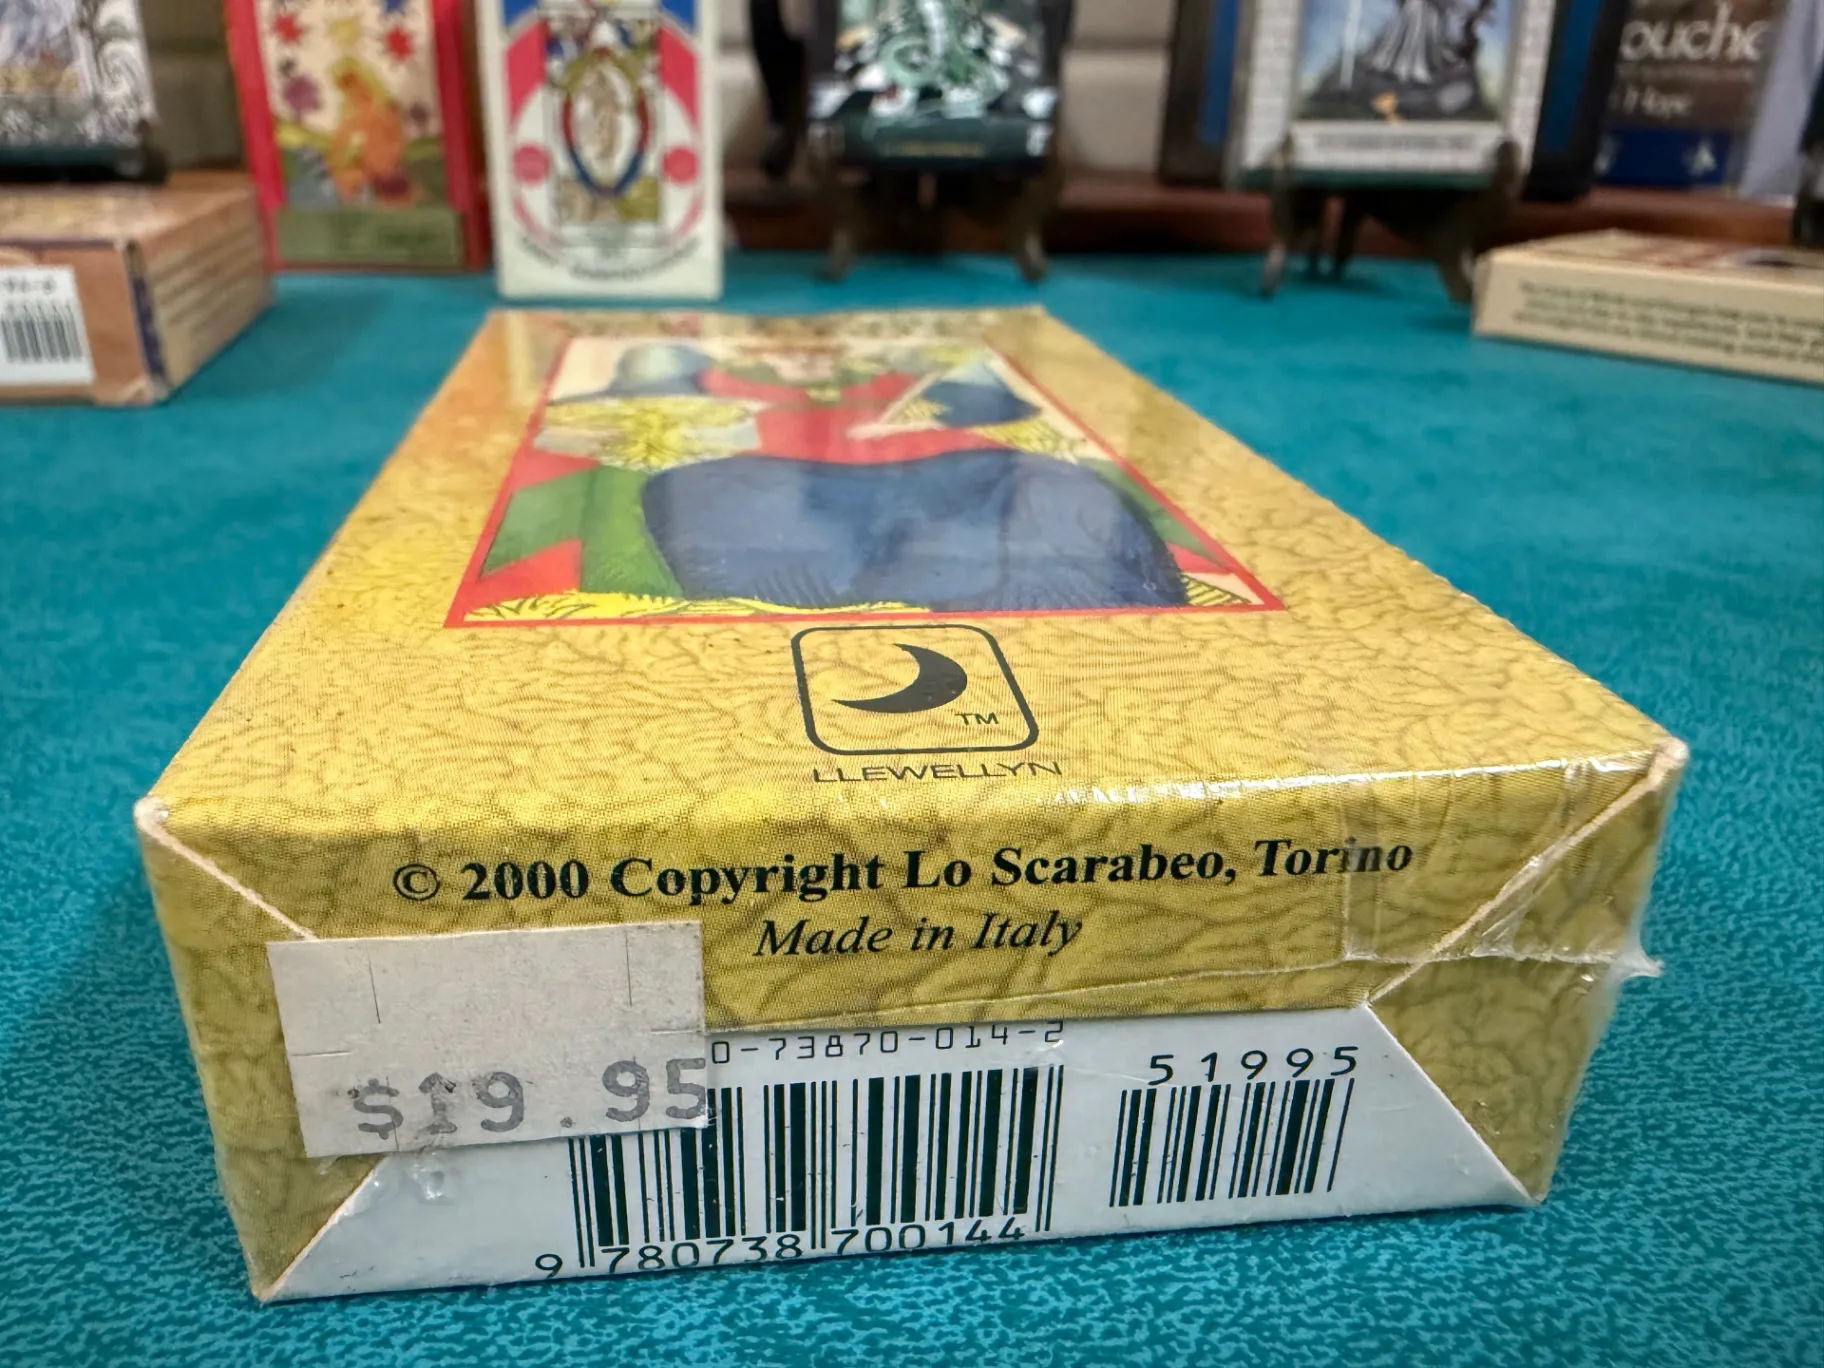 ouche
TM
LLEWELLYN
© 2000 Copyright Lo Scarabeo, Torino
Made in Italy
$19.95
0-73870-014-2
51995
9 780738 700144